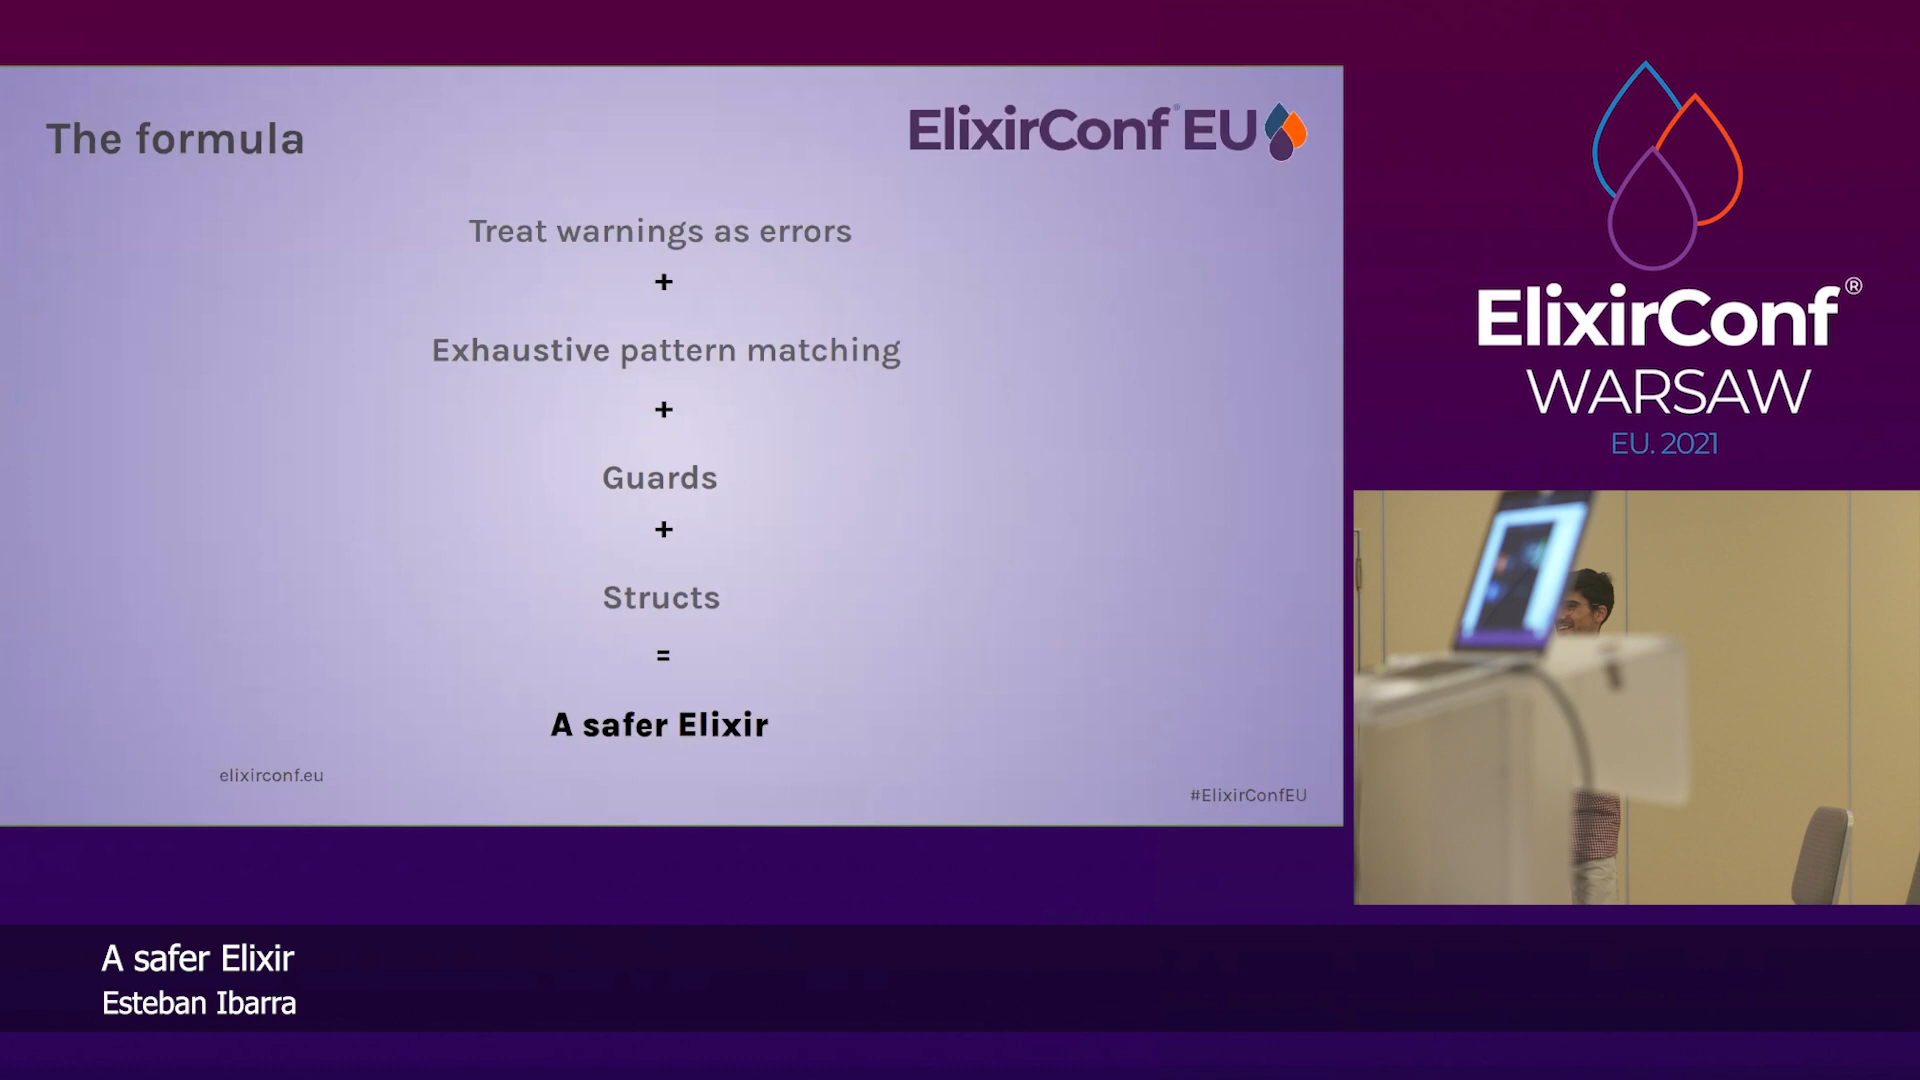 The formula
ElixirConf® EU
Treat warnings as errors
+
Exhaustive pattern matching
+
Guards
+
Structs
=
A safer Elixir
elixirconf.eu
#ElixirConfEU
ElixirConf®
WARSAW
EU. 2021
A safer Elixir
Esteban Ibarra